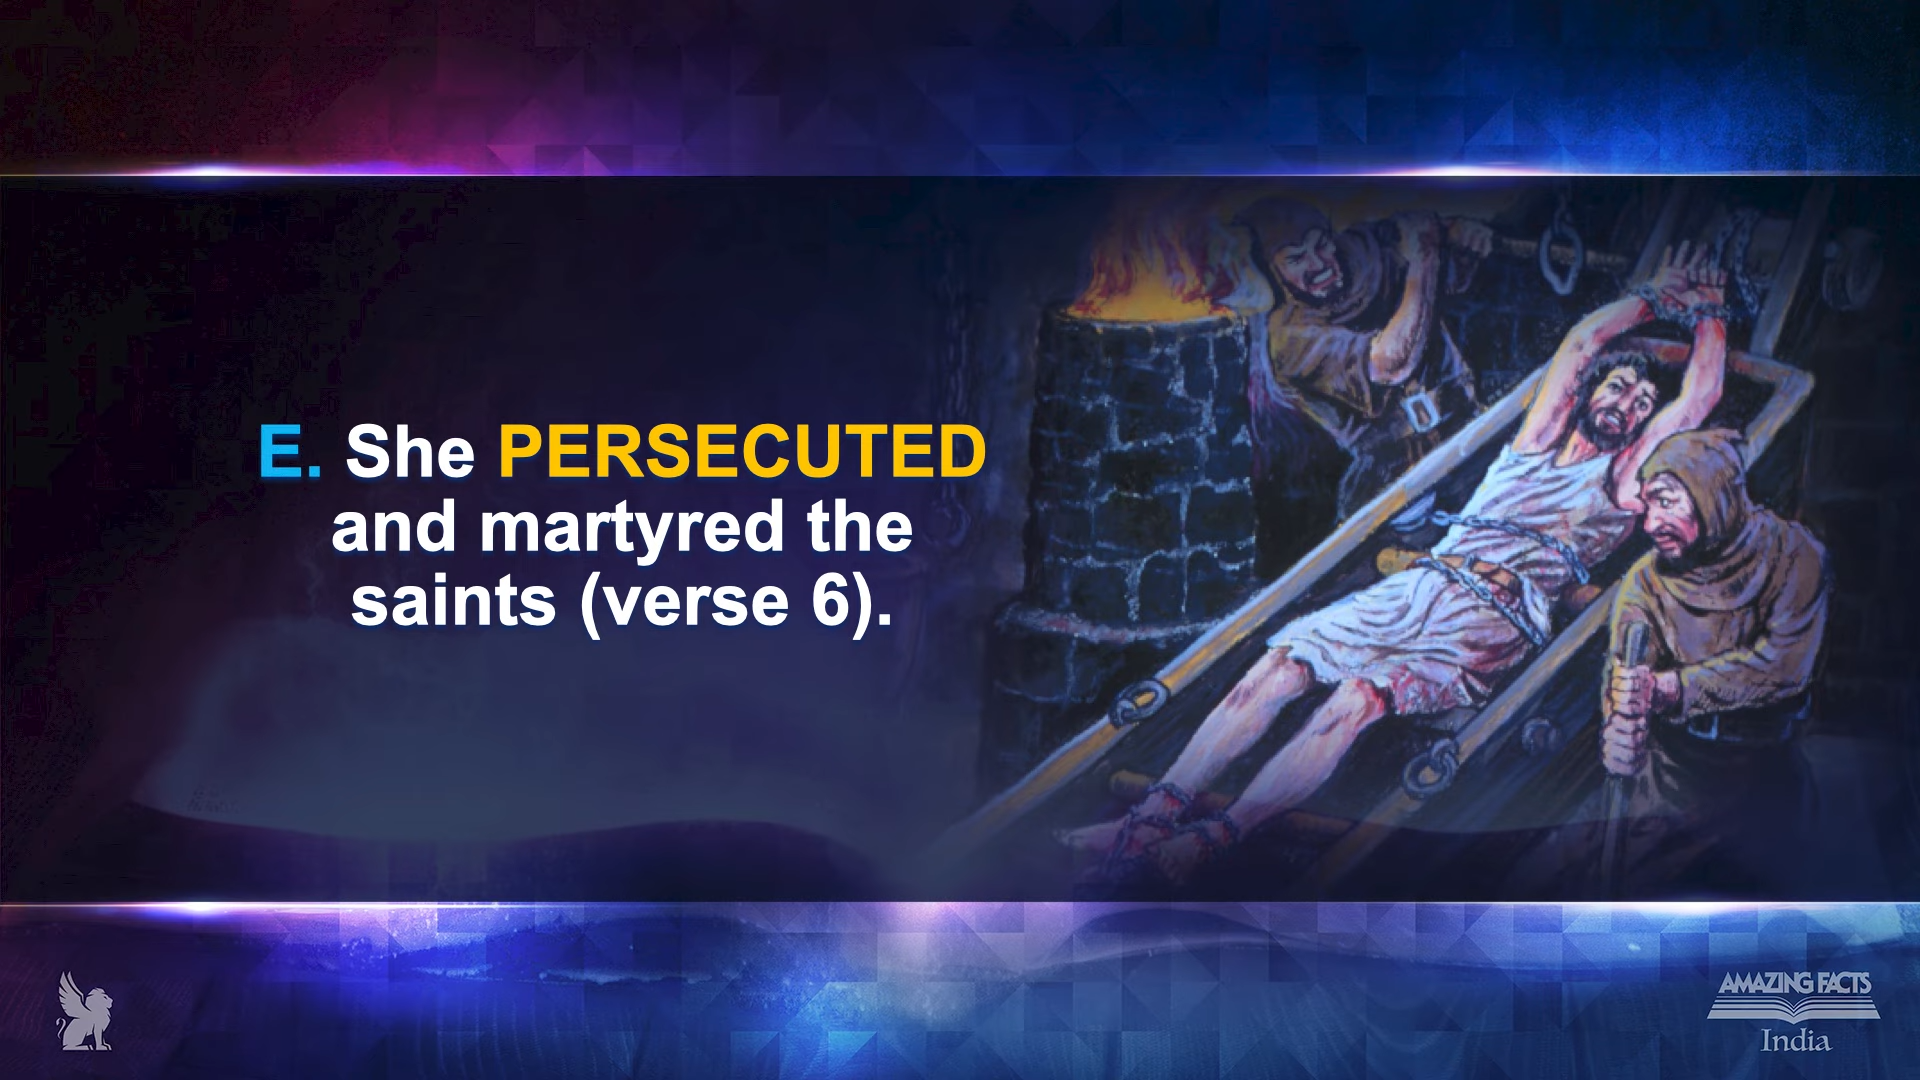 E. She PERSECUTED
and martyred the
saints (verse 6).
AMAZING FACTS
India